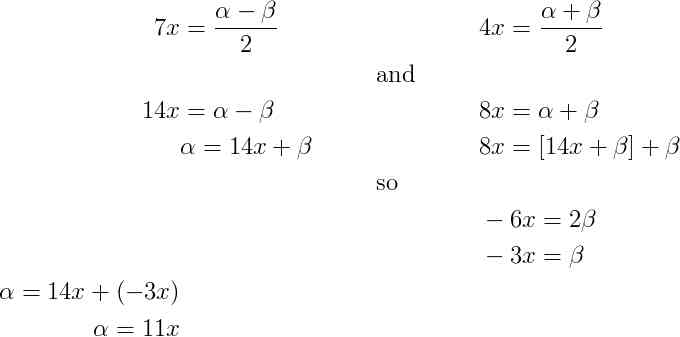 7x = (α − β)/2    4x = (α + β)/2
and
14x = α − β    8x = α + β
α = 14x + β    8x = [14x + β] + β
so
− 6x = 2β
− 3x = β
α = 14x + (−3x)
α = 11x